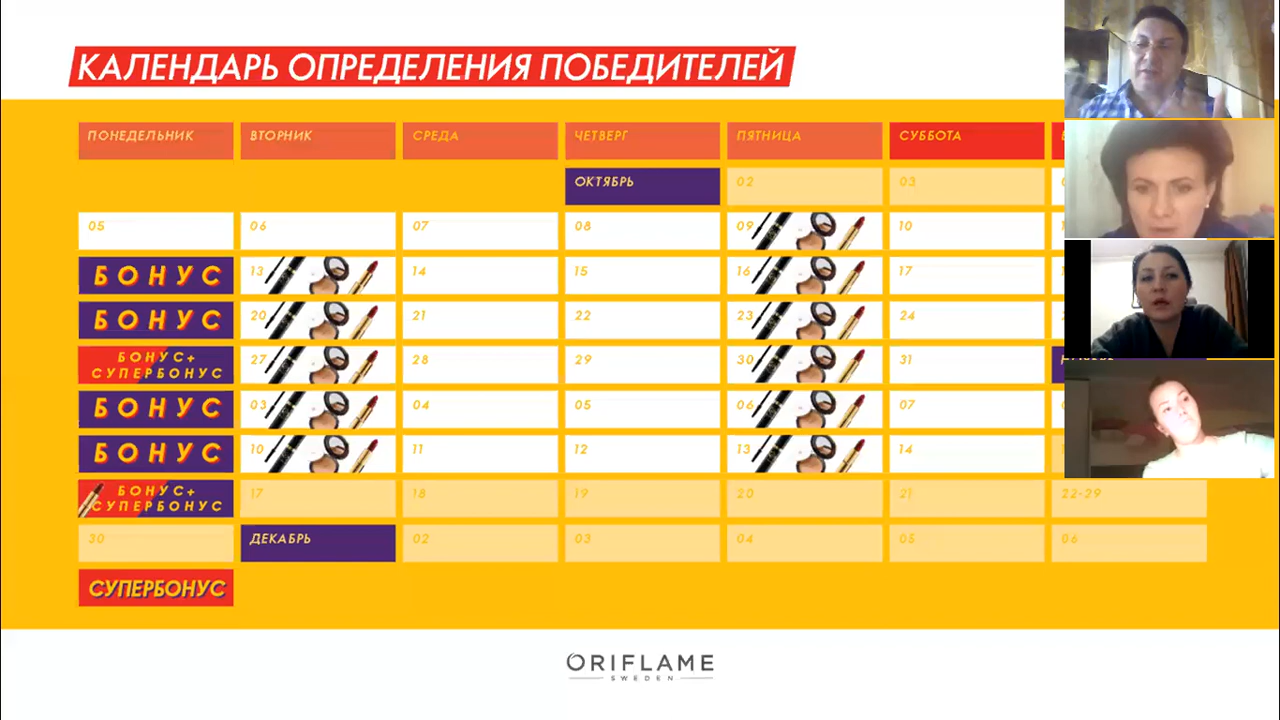 КАЛЕНДАРЬ ОПРЕДЕЛЕНИЯ ПОБЕДИТЕЛЕЙ
ПОНЕДЕЛЬНИК ВТОРНИК СРЕДА ЧЕТВЕРГ ПЯТНИЦА СУББОТА
ОКТЯБРЬ 02 03
05 06 07 08 09 10
БОНУС 13 14 15 16 17
БОНУС 20 21 22 23 24
БОНУС+
СУПЕРБОНУС 27 28 29 30 31
БОНУС 03 04 05 06 07
БОНУС 10 11 12 13 14
БОНУС+
СУПЕРБОНУС 17 18 19 20 21 22-29
30 ДЕКАБРЬ 02 03 04 05 06
СУПЕРБОНУС
ORIFLAME
SWEDEN